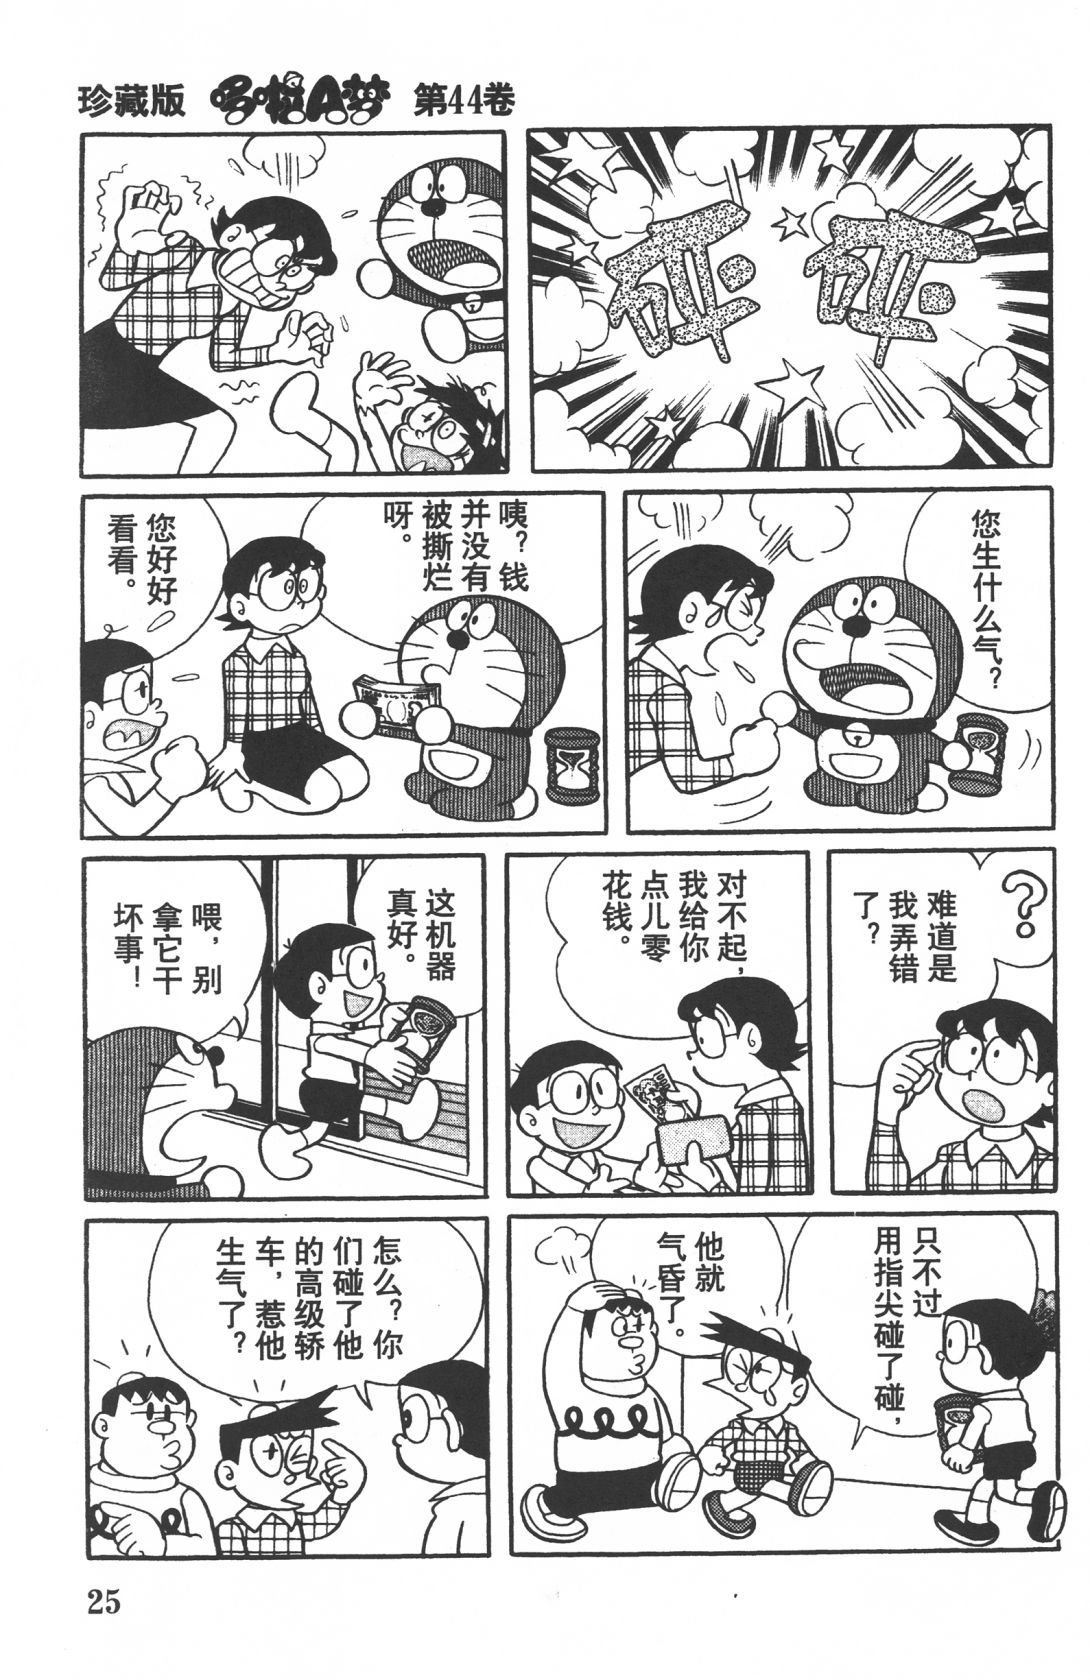 珍藏版 哆啦A梦 第44卷
砰砰
您生什么气？
咦？钱
并没有
被撕烂
呀。
您好好
看看。
？
难道是
我弄错
了？
对不起，
我给你
点儿零
花钱。
这机器
真好。
喂，别
拿它干
坏事！
只不过
用指尖碰了碰，
他就
气昏了。
怎么？你
们碰了他
的高级轿
车，惹他
生气了？
25